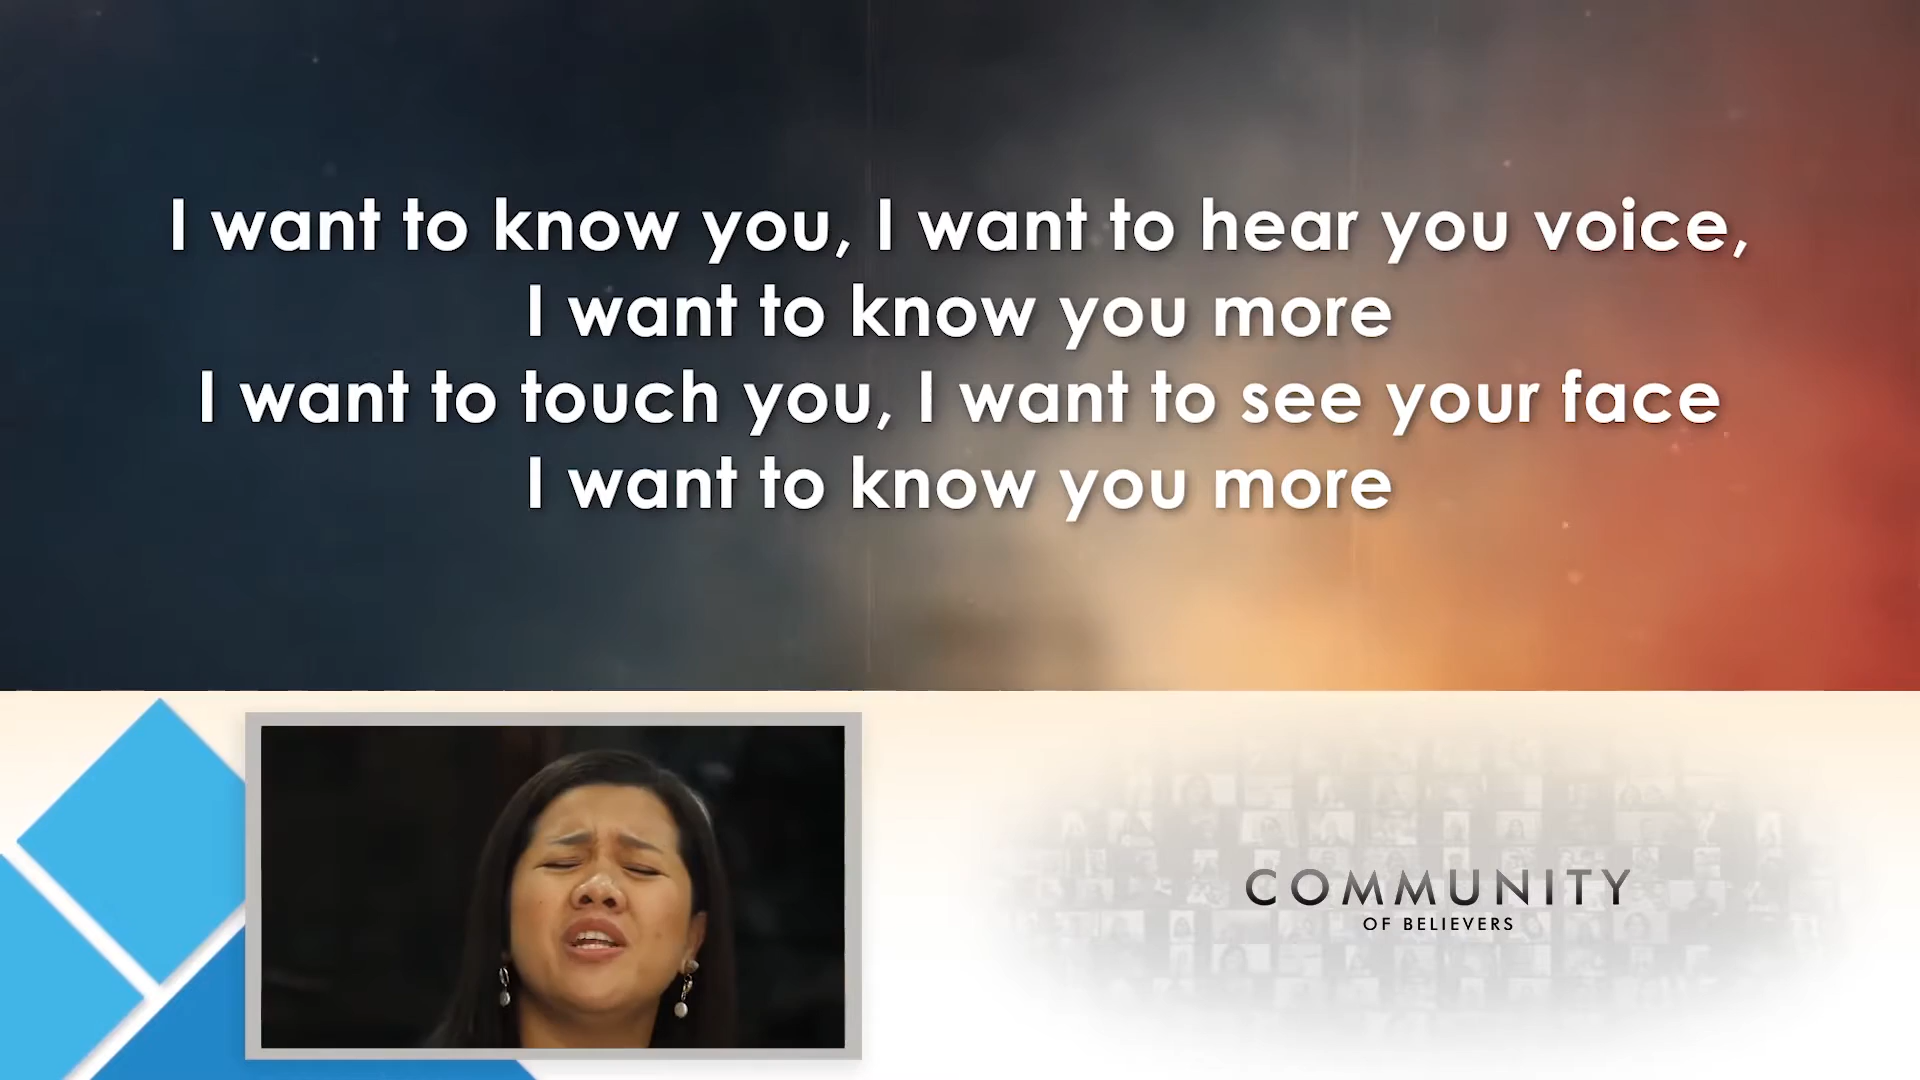 I want to know you, I want to hear you voice,
I want to know you more
I want to touch you, I want to see your face
I want to know you more
COMMUNITY
OF BELIEVERS